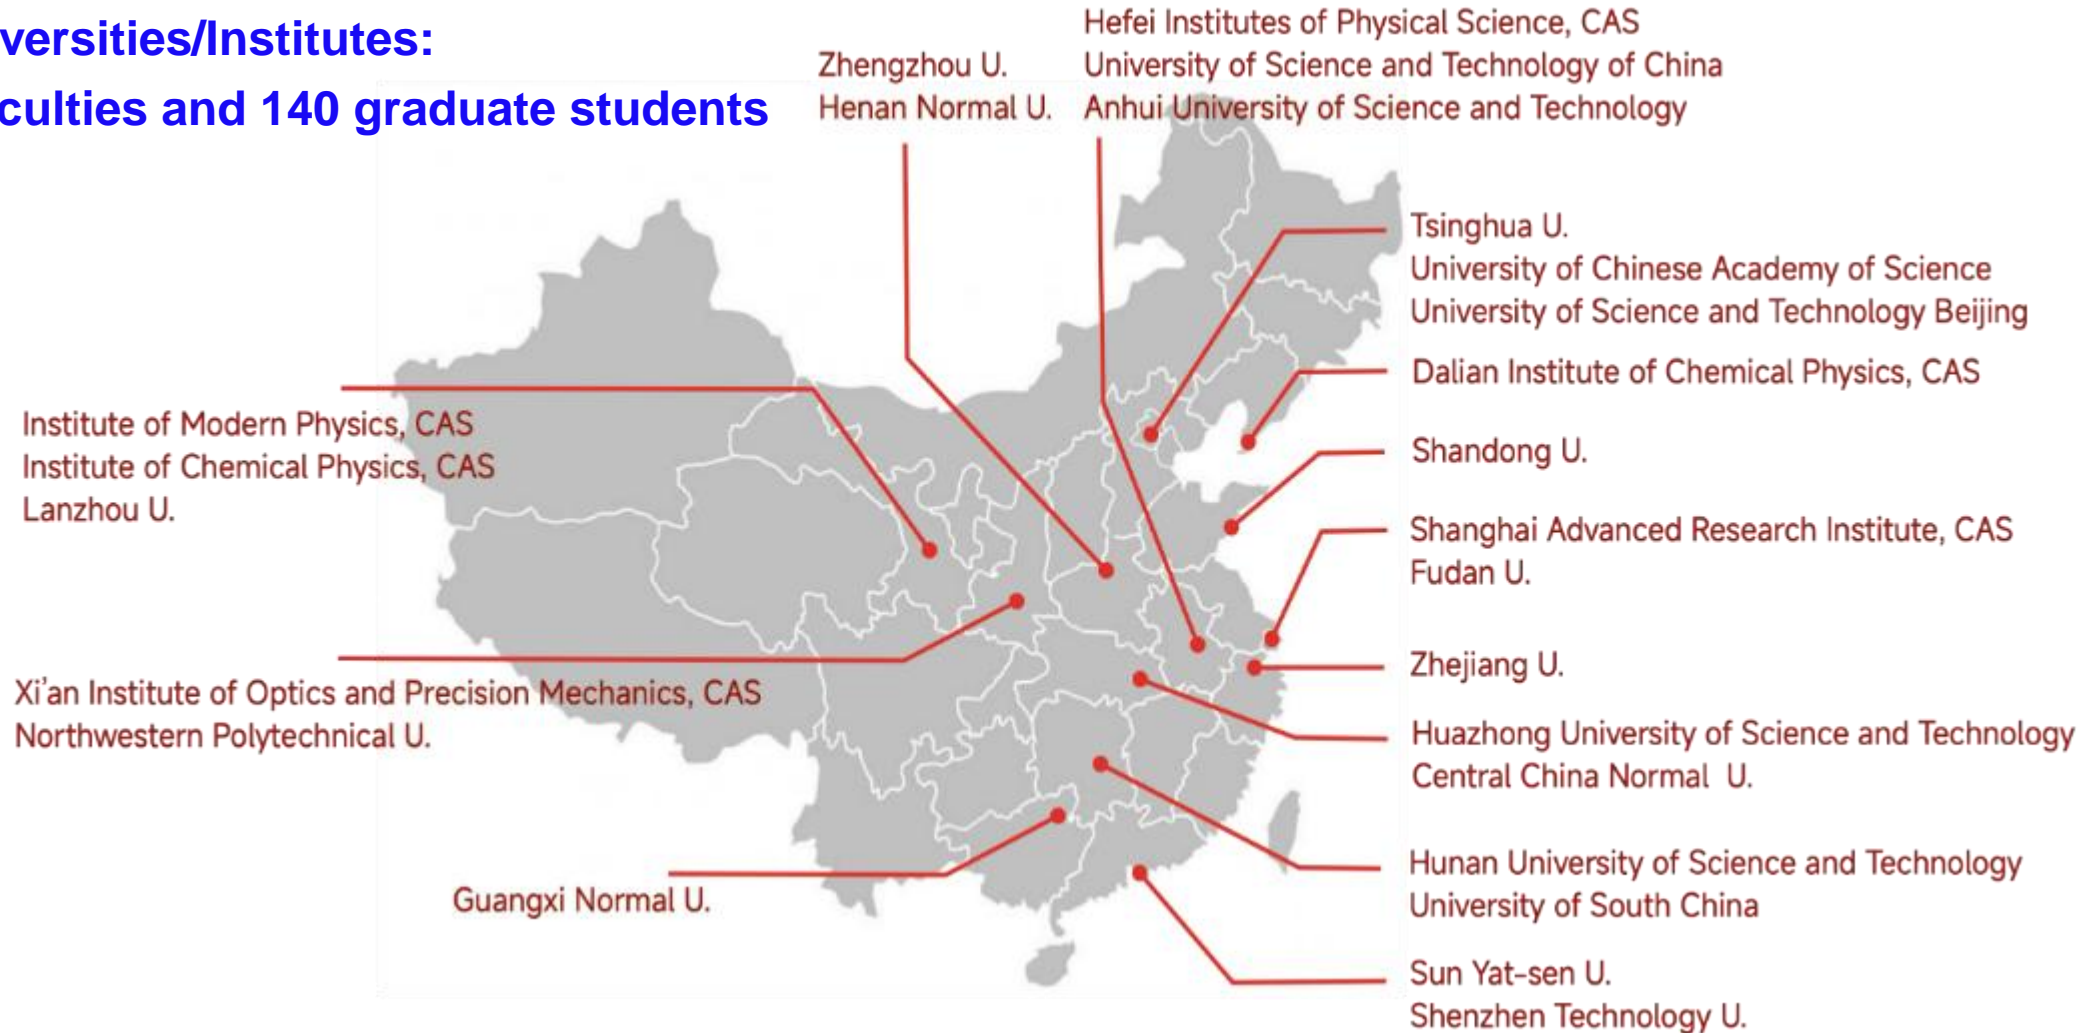 versities/Institutes:
culties and 140 graduate students
Zhengzhou U.
Henan Normal U.
Hefei Institutes of Physical Science, CAS
University of Science and Technology of China
Anhui University of Science and Technology
Tsinghua U.
University of Chinese Academy of Science
University of Science and Technology Beijing
Dalian Institute of Chemical Physics, CAS
Shandong U.
Shanghai Advanced Research Institute, CAS
Fudan U.
Zhejiang U.
Huazhong University of Science and Technology
Central China Normal U.
Hunan University of Science and Technology
University of South China
Sun Yat-sen U.
Shenzhen Technology U.
Institute of Modern Physics, CAS
Institute of Chemical Physics, CAS
Lanzhou U.
Xi'an Institute of Optics and Precision Mechanics, CAS
Northwestern Polytechnical U.
Guangxi Normal U.